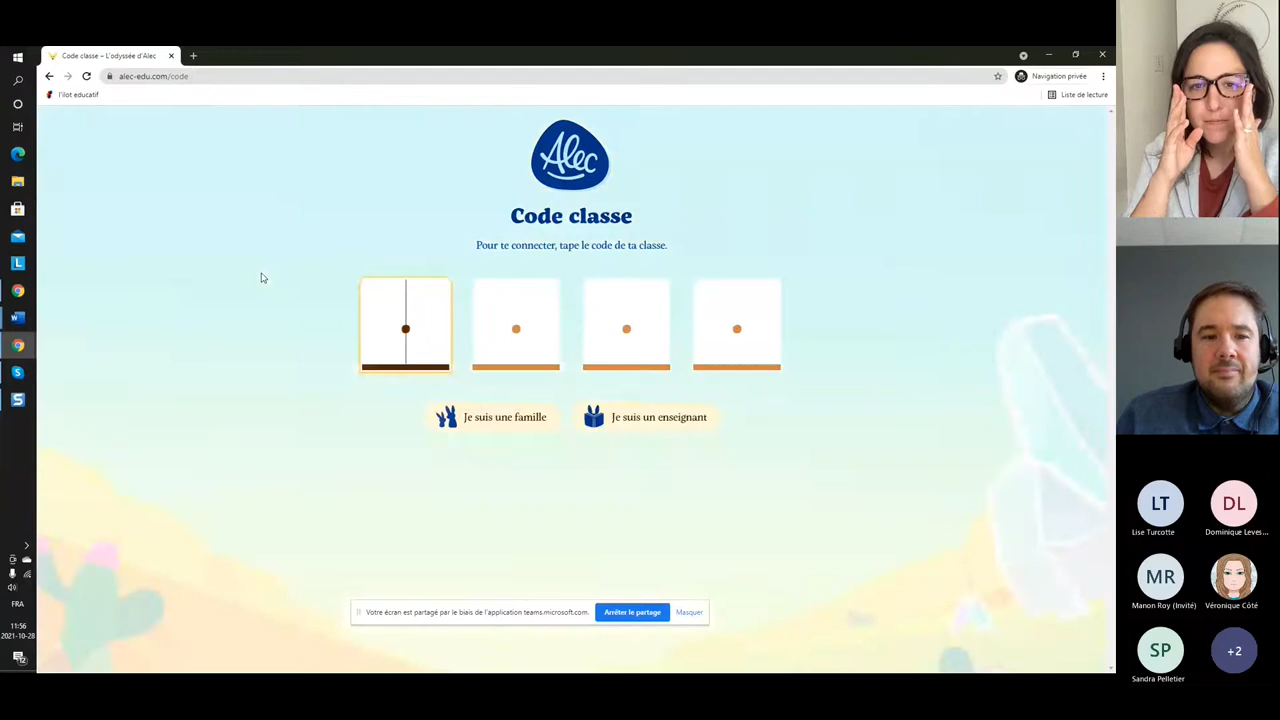 Code classe – L'odyssée d'Alec
alec-edu.com/code
Navigation privée
l'ilot educatif
Liste de lecture
Alec
Code classe
Pour te connecter, tape le code de ta classe.
Je suis une famille
Je suis un enseignant
Votre écran est partagé par le biais de l'application teams.microsoft.com.
Arrêter le partage
Masquer
FRA
11:56
2021-10-28
LT
Lise Turcotte
DL
Dominique Leves...
MR
Manon Roy (Invité)
Véronique Côté
SP
Sandra Pelletier
+2